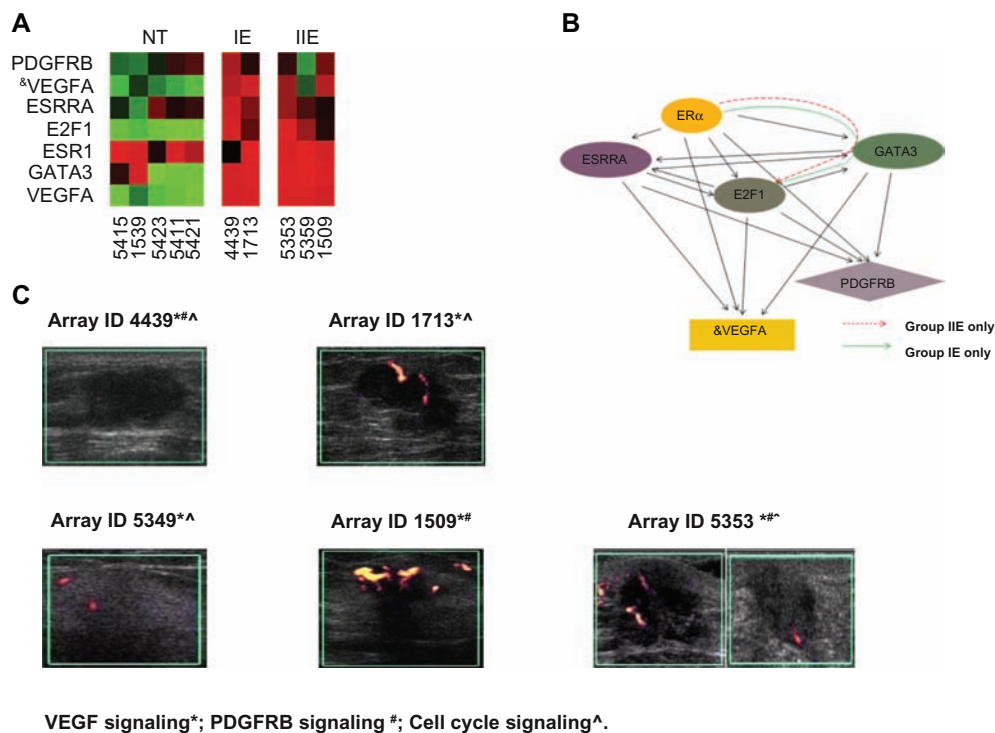 A
NT IE IIE
PDGFRB
&VEGFA
ESRRA
E2F1
ESR1
GATA3
VEGFA
5415 1539 5423 5411 5421 4439 1713 5353 5359 1509
B
ERα
ESRRA
GATA3
E2F1
PDGFRB
&VEGFA
Group IIE only
Group IE only
C
Array ID 4439*#^
Array ID 1713*^
Array ID 5349*^
Array ID 1509*#
Array ID 5353 *#^
VEGF signaling*; PDGFRB signaling #; Cell cycle signaling^.